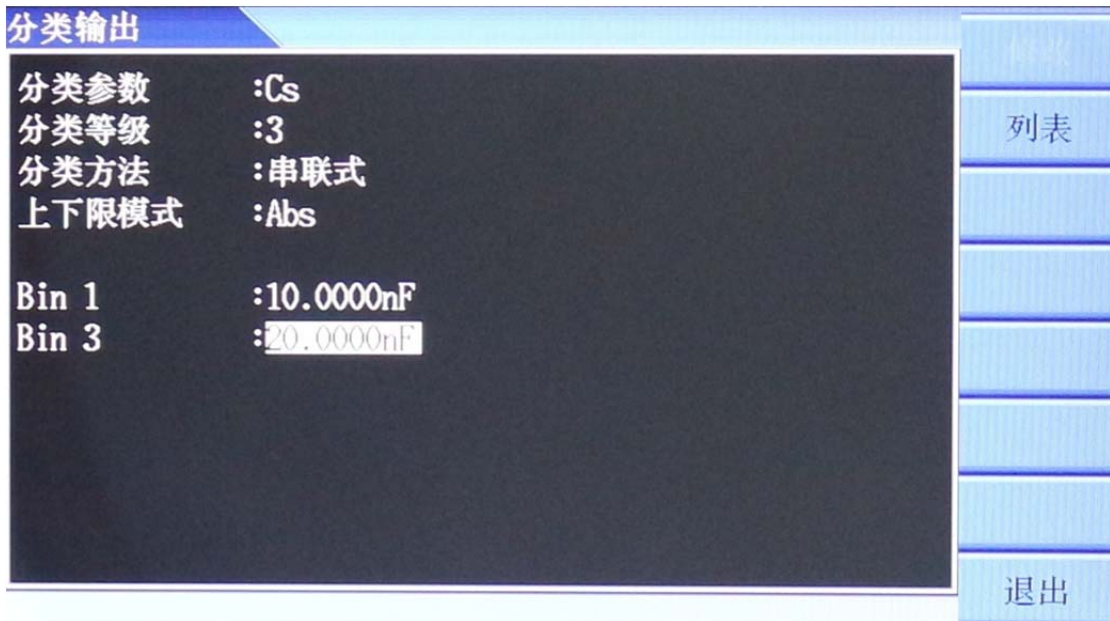 分类输出
分类参数 :Cs
分类等级 :3
分类方法 :串联式
上下限模式 :Abs
Bin 1 :10.0000nF
Bin 3 :20.0000nF
列表
退出